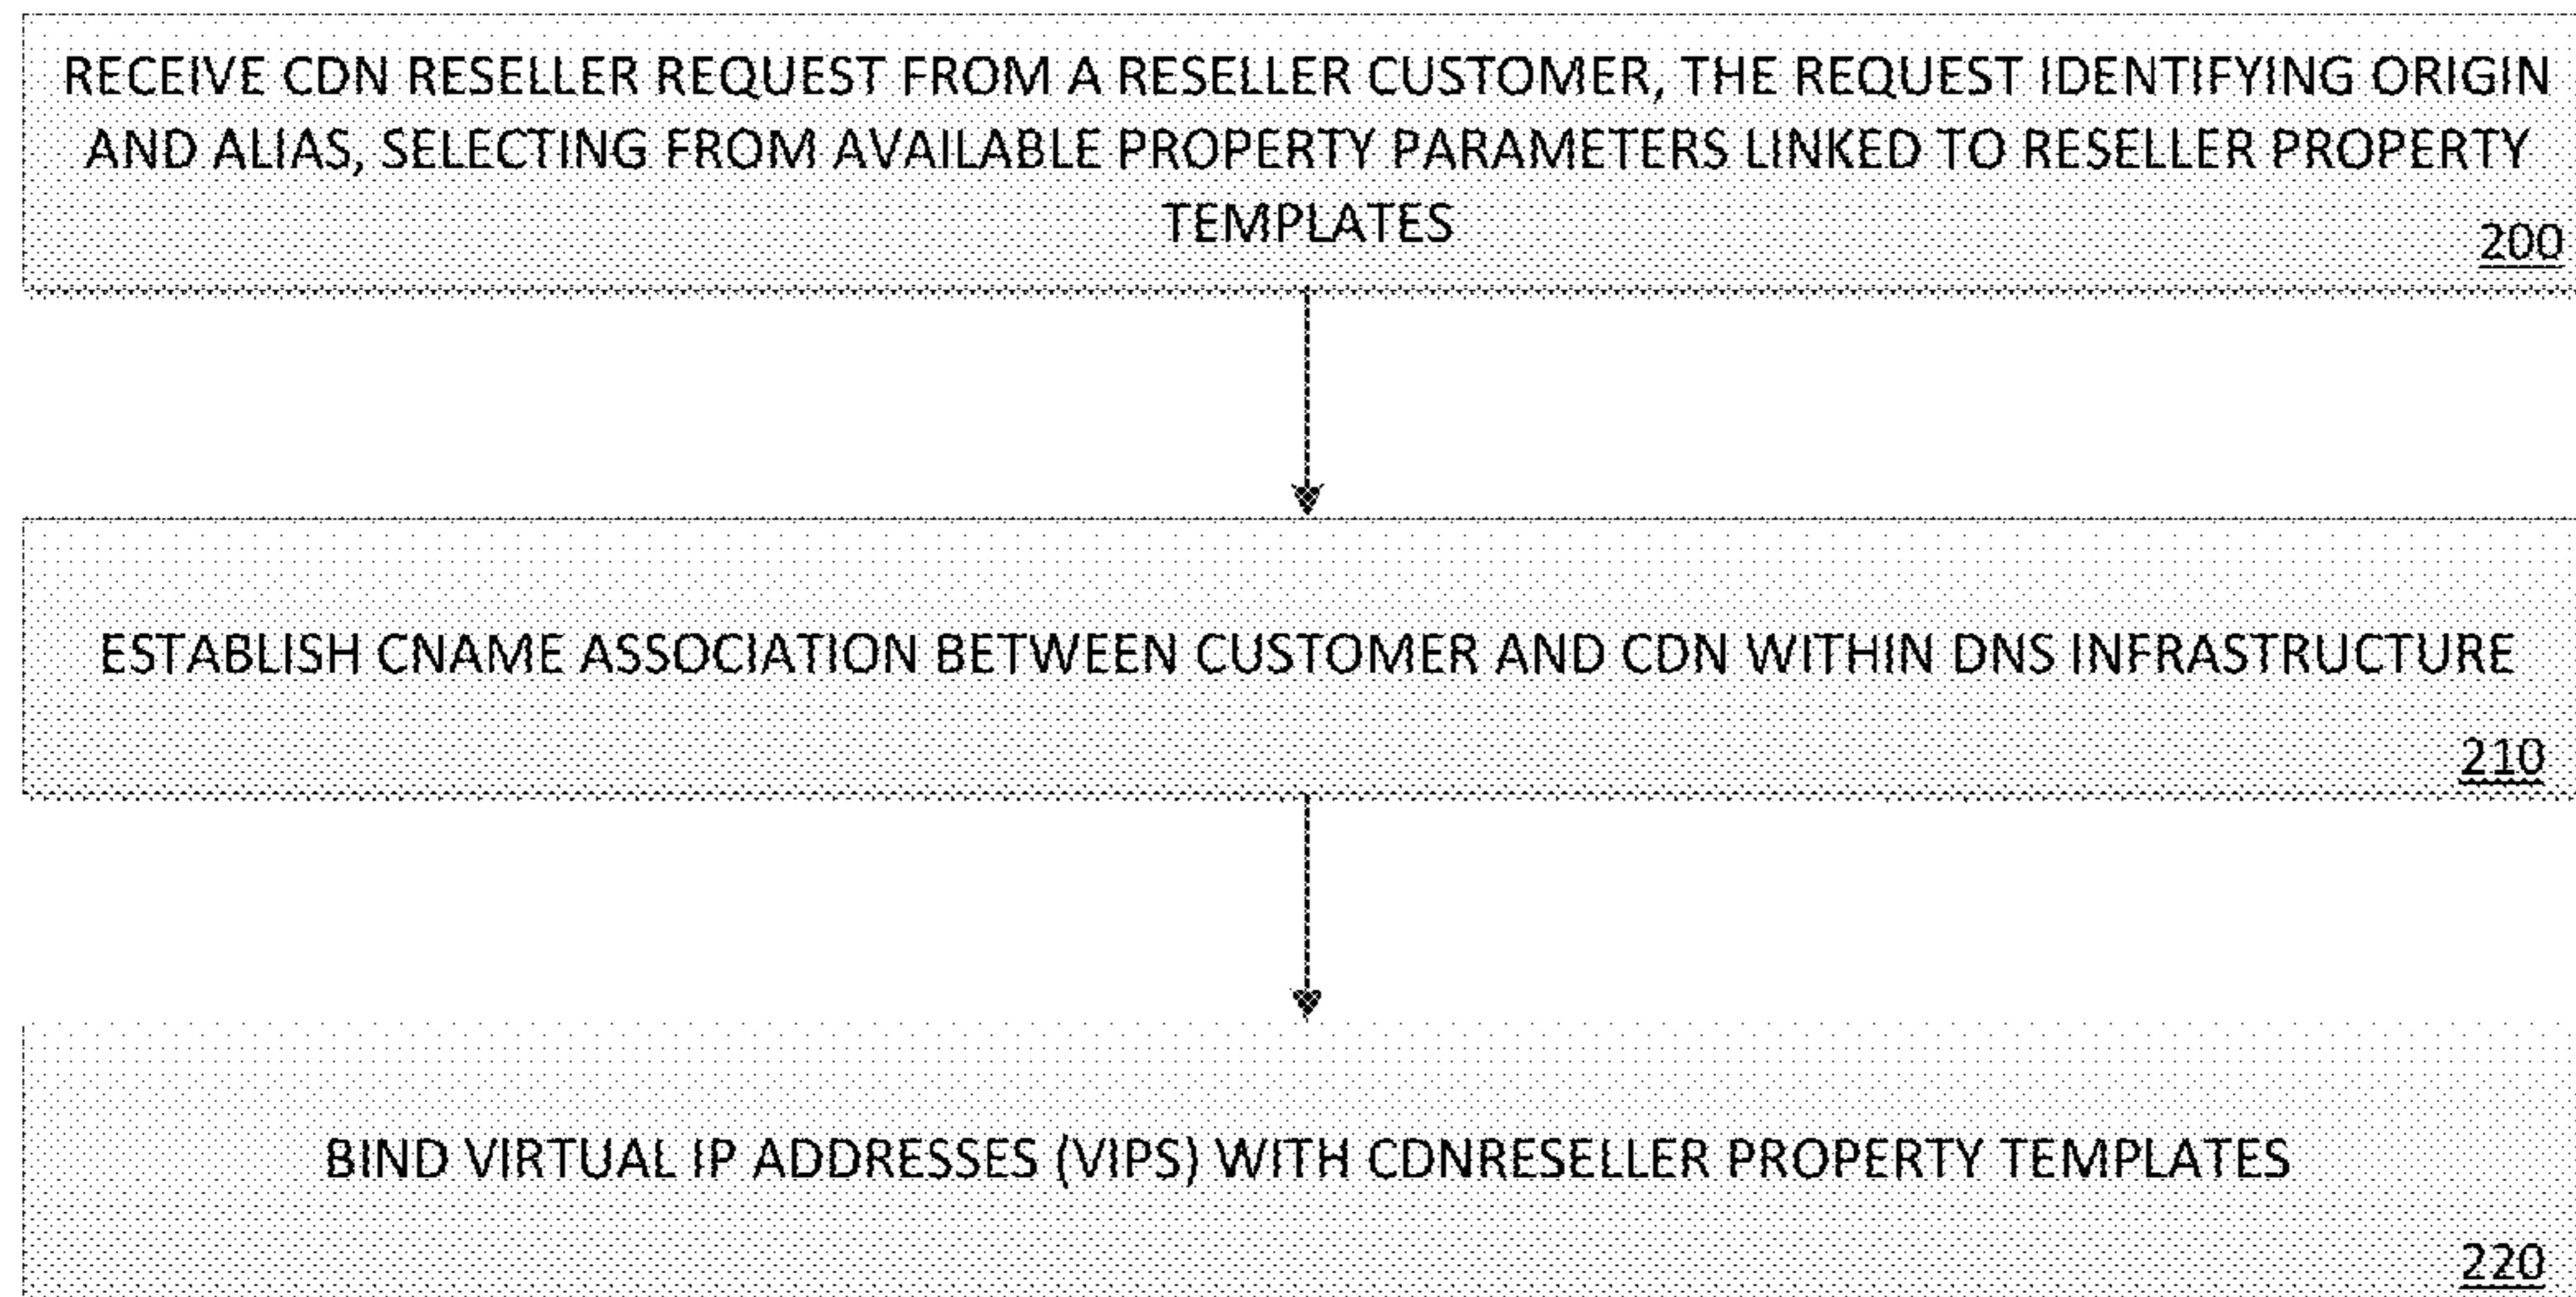 RECEIVE CDN RESELLER REQUEST FROM A RESELLER CUSTOMER, THE REQUEST IDENTIFYING ORIGIN
AND ALIAS, SELECTING FROM AVAILABLE PROPERTY PARAMETERS LINKED TO RESELLER PROPERTY
TEMPLATES
200
ESTABLISH CNAME ASSOCIATION BETWEEN CUSTOMER AND CDN WITHIN DNS INFRASTRUCTURE
210
BIND VIRTUAL IP ADDRESSES (VIPS) WITH CDNRESELLER PROPERTY TEMPLATES
220